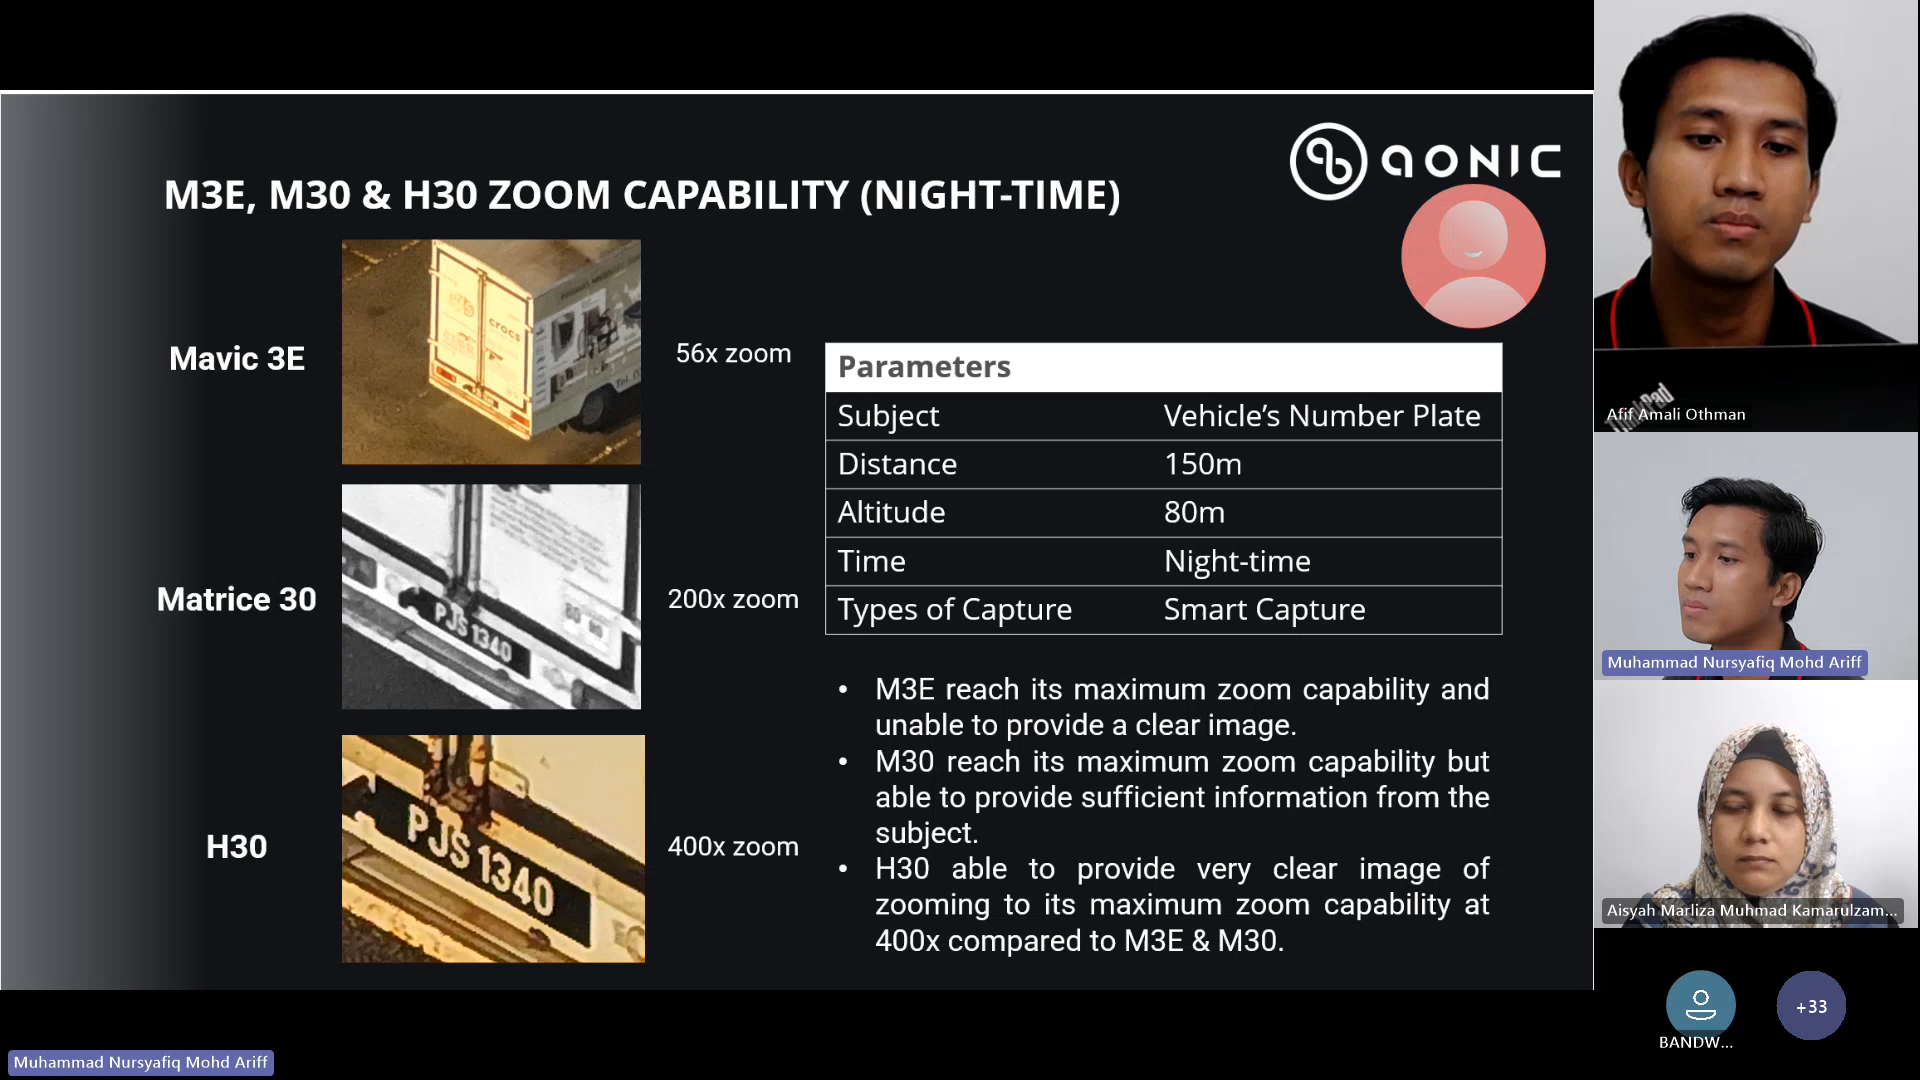 aonic
M3E, M30 & H30 ZOOM CAPABILITY (NIGHT-TIME)
Mavic 3E
crocs
56x zoom
Matrice 30
PJS 1340
200x zoom
H30
PJS 1340
400x zoom
Parameters
Subject Vehicle’s Number Plate
Distance 150m
Altitude 80m
Time Night-time
Types of Capture Smart Capture
• M3E reach its maximum zoom capability and
unable to provide a clear image.
• M30 reach its maximum zoom capability but
able to provide sufficient information from the
subject.
• H30 able to provide very clear image of
zooming to its maximum zoom capability at
400x compared to M3E & M30.
ThinkPad
Afif Amali Othman
Muhammad Nursyafiq Mohd Ariff
Aisyah Marliza Muhmad Kamarulzam...
BANDW...
+33
Muhammad Nursyafiq Mohd Ariff